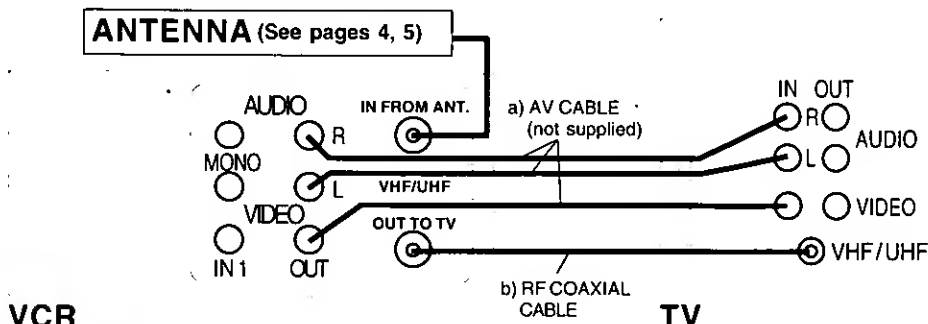 ANTENNA (See pages 4, 5)
IN FROM ANT.
a) AV CABLE
(not supplied)
IN OUT
AUDIO
R
R
AUDIO
MONO
L
VHF/UHF
L
VIDEO
OUT TO TV
VIDEO
IN 1
OUT
VHF/UHF
b) RF COAXIAL
CABLE
VCR
TV